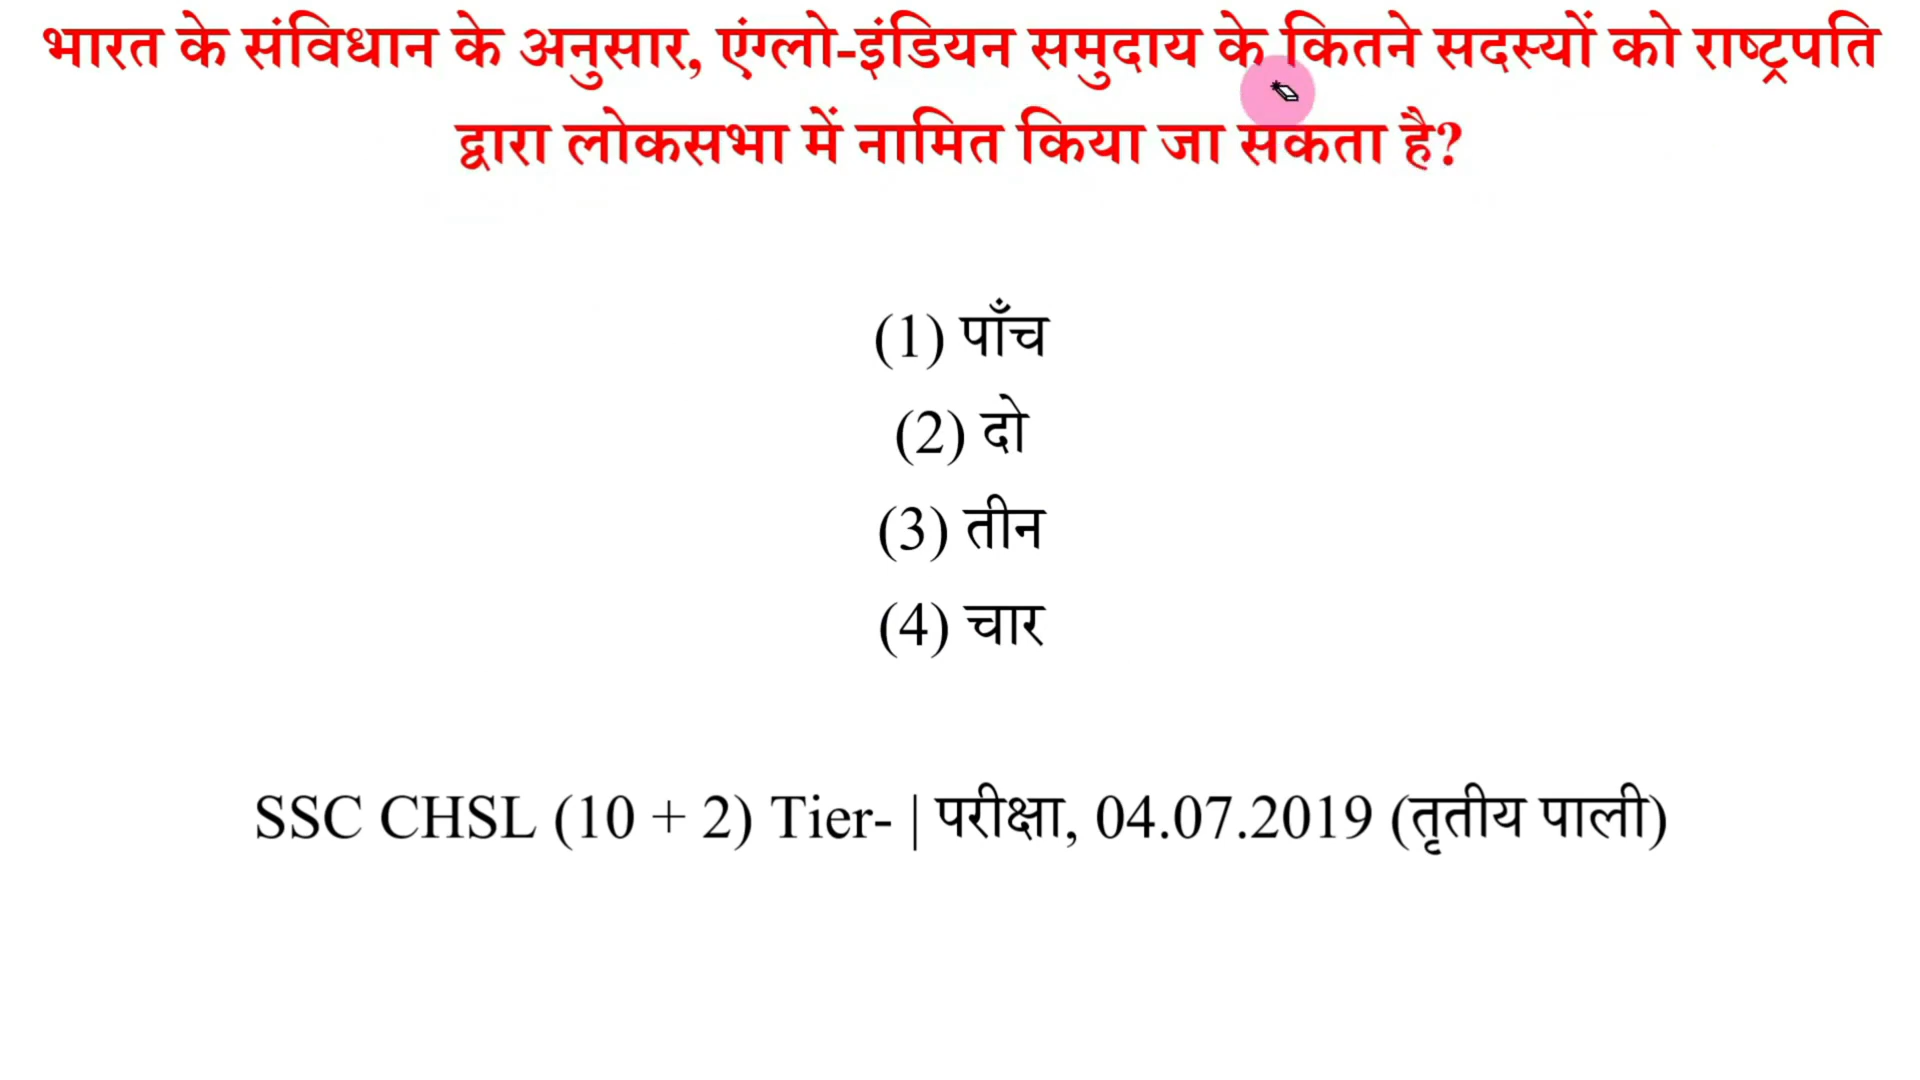 भारत के संविधान के अनुसार, एंग्लो-इंडियन समुदाय के कितने सदस्यों को राष्ट्रपति
द्वारा लोकसभा में नामित किया जा सकता है?
(1) पाँच
(2) दो
(3) तीन
(4) चार
SSC CHSL (10 + 2) Tier- | परीक्षा, 04.07.2019 (तृतीय पाली)